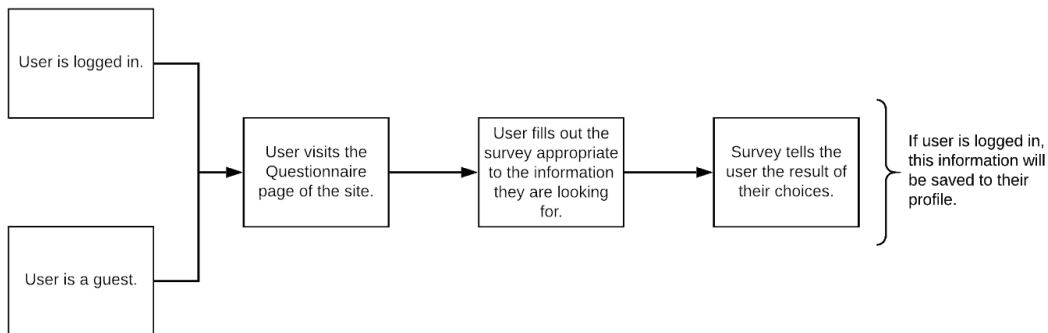 User is logged in.
User is a guest.
User visits the
Questionnaire
page of the site.
User fills out the
survey appropriate
to the information
they are looking
for.
Survey tells the
user the result of
their choices.
If user is logged in,
this information will
be saved to their
profile.